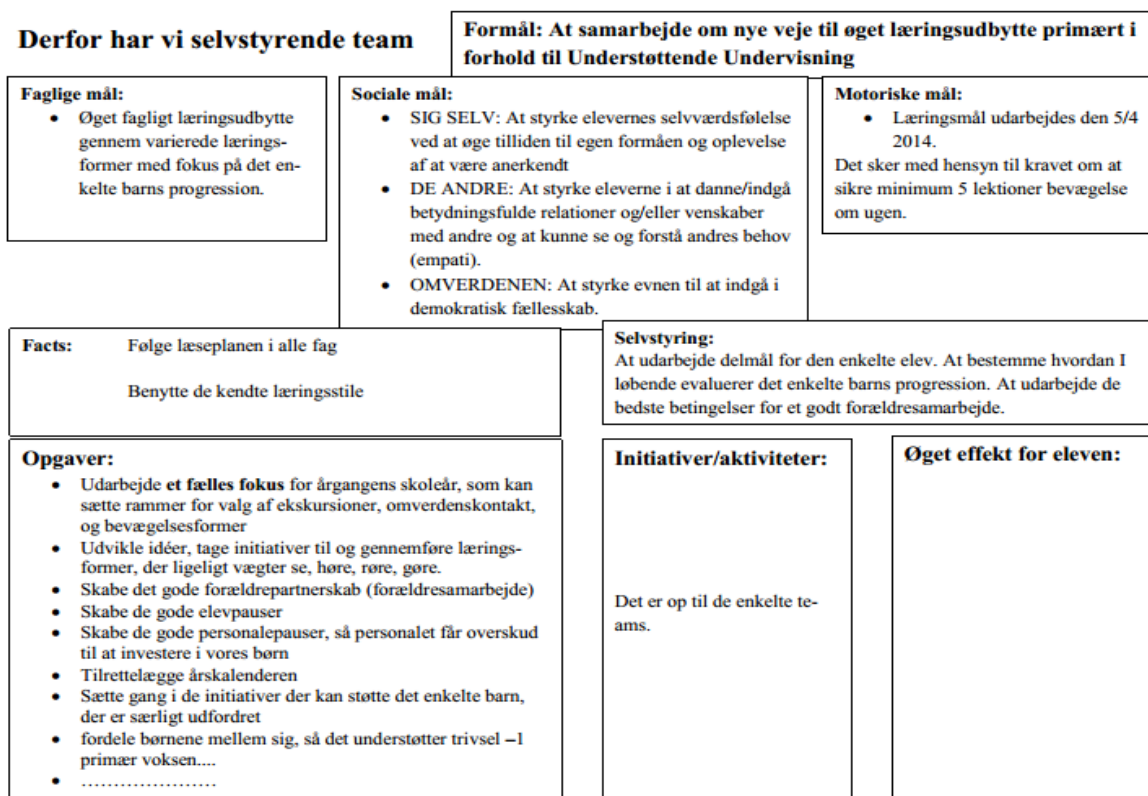 Derfor har vi selvstyrende team
Formål: At samarbejde om nye veje til øget læringsudbytte primært i
forhold til Understøttende Undervisning
Faglige mål:
• Øget fagligt læringsudbytte
gennem varierede lærings-
former med fokus på det en-
kelte barns progression.
Sociale mål:
• SIG SELV: At styrke elevernes selvværdsfølelse
ved at øge tilliden til egen formåen og oplevelse
af at være anerkendt
• DE ANDRE: At styrke eleverne i at danne/indgå
betydningsfulde relationer og/eller venskaber
med andre og at kunne se og forstå andres behov
(empati).
• OMVERDENEN: At styrke evnen til at indgå i
demokratisk fællesskab.
Motoriske mål:
• Læringsmål udarbejdes den 5/4
2014.
Det sker med hensyn til kravet om at
sikre minimum 5 lektioner bevægelse
om ugen.
Facts: Følge læseplanen i alle fag
Benytte de kendte læringsstile
Selvstyring:
At udarbejde delmål for den enkelte elev. At bestemme hvordan I
løbende evaluerer det enkelte barns progression. At udarbejde de
bedste betingelser for et godt forældresamarbejde.
Opgaver:
• Udarbejde et fælles fokus for årgangens skoleår, som kan
sætte rammer for valg af ekskursioner, omverdenskontakt,
og bevægelsesformer
• Udvikle idéer, tage initiativer til og gennemføre lærings-
former, der ligeligt vægter se, høre, røre, gøre.
• Skabe det gode forældrepartnerskab (forældresamarbejde)
• Skabe de gode elevpauser
• Skabe de gode personalepauser, så personalet får overskud
til at investere i vores børn
• Tilrettelægge årskalenderen
• Sætte gang i de initiativer der kan støtte det enkelte barn,
der er særligt udfordret
• fordele børnene mellem sig, så det understøtter trivsel –1
primær voksen....
• …………………
Initiativer/aktiviteter:
Det er op til de enkelte te-
ams.
Øget effekt for eleven: